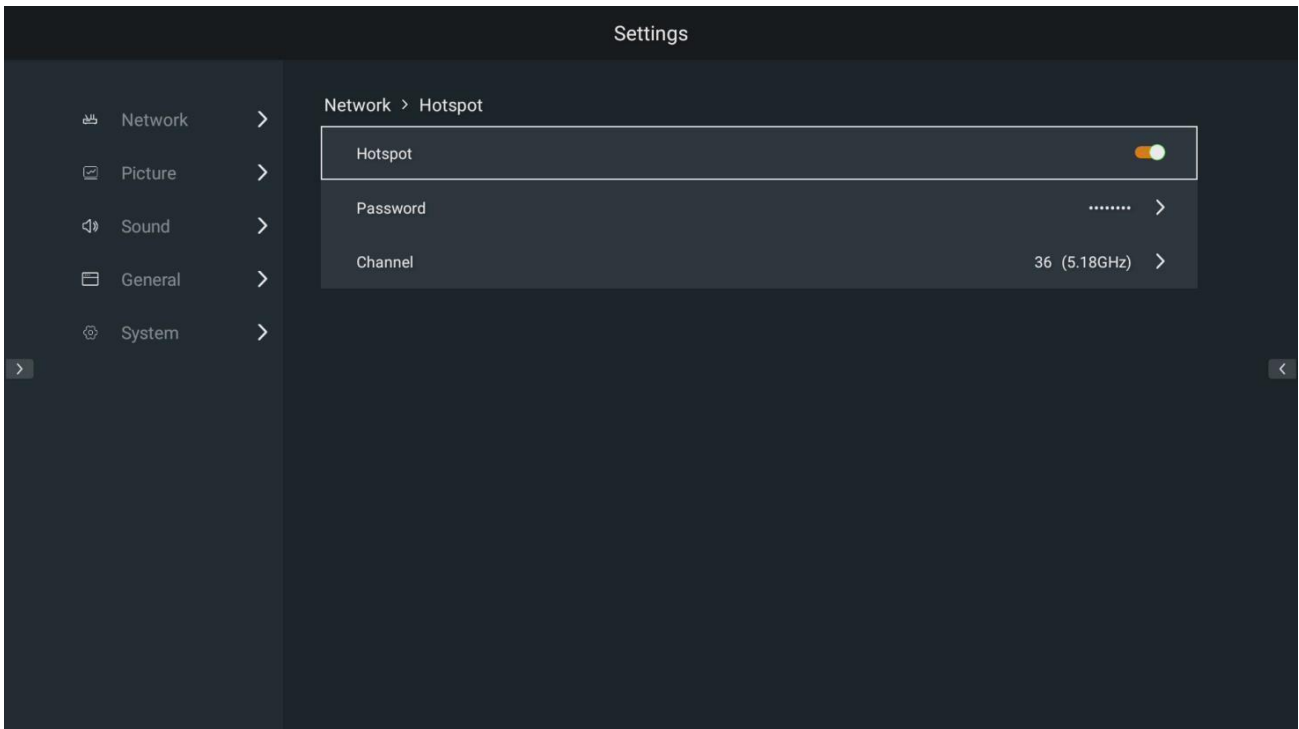 Settings
Network
Picture
Sound
General
System
Network > Hotspot
Hotspot
Password ········
Channel 36 (5.18GHz)